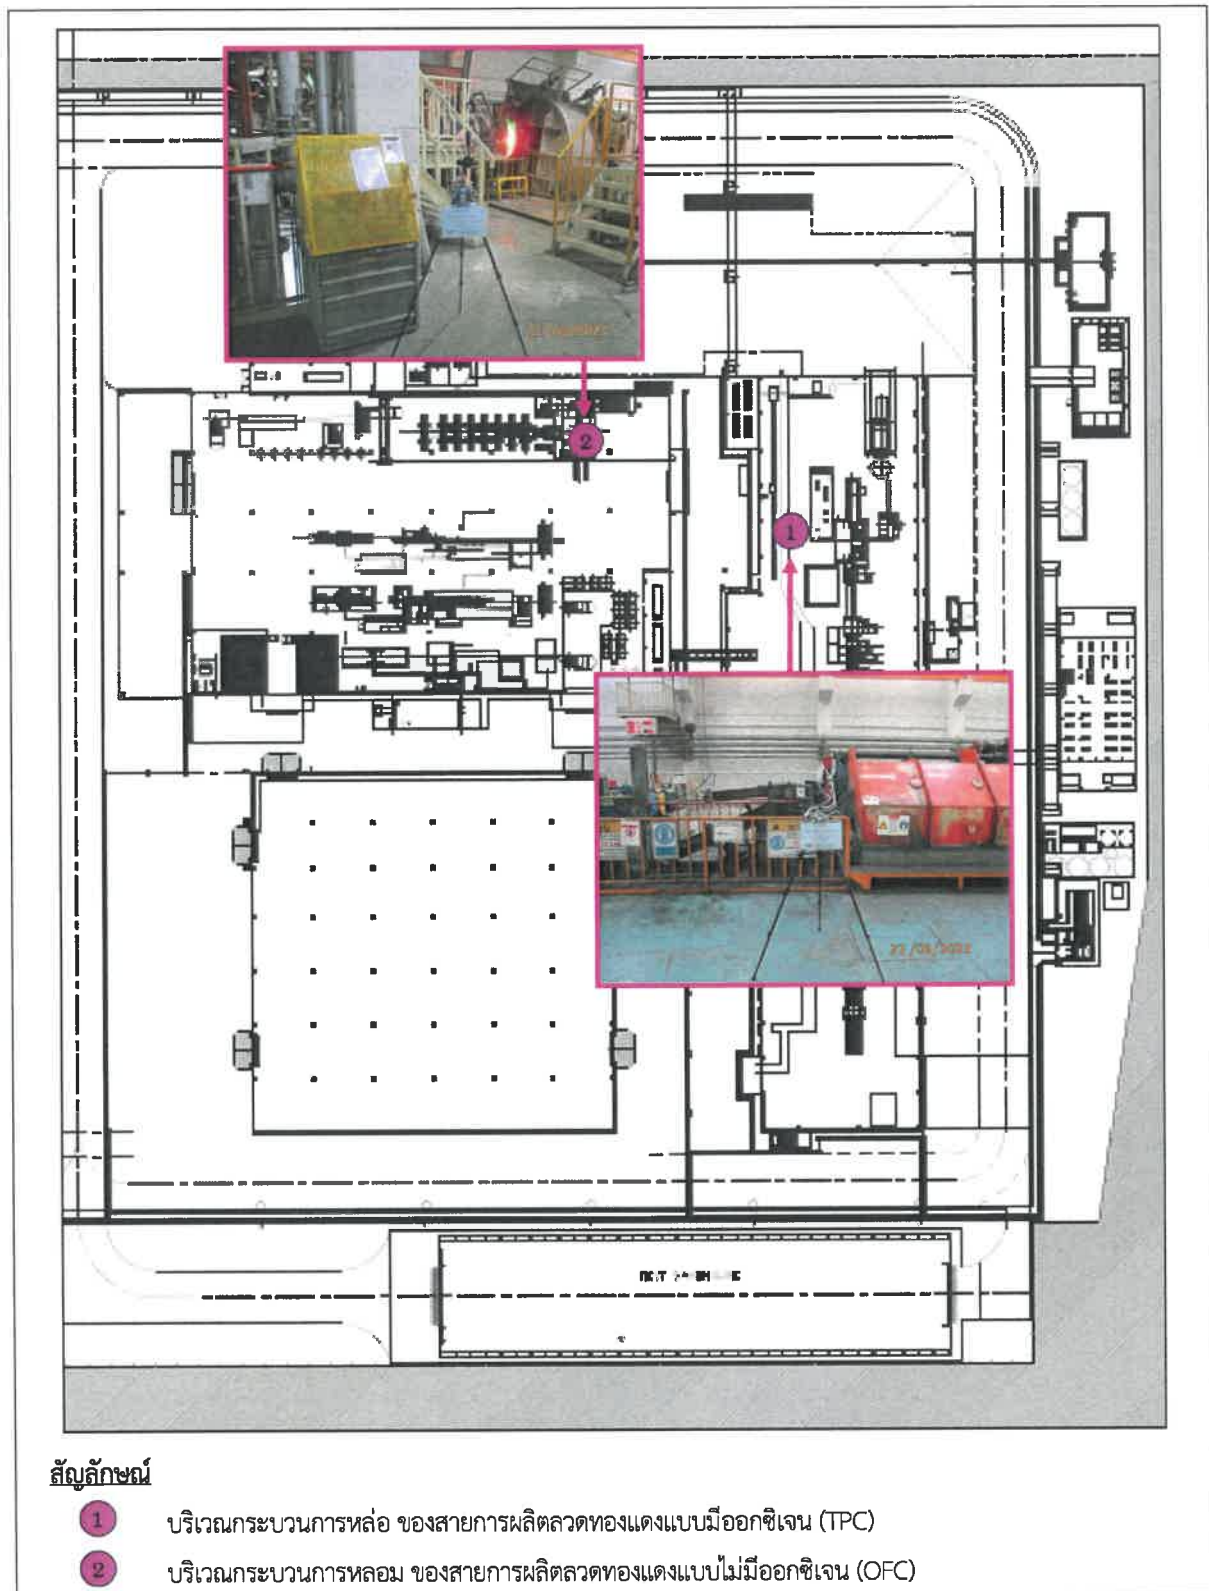 2
1
22/08/2022
สัญลักษณ์
1 บริเวณกระบวนการหล่อ ของสายการผลิตลวดทองแดงแบบมีออกซิเจน (TPC)
2 บริเวณกระบวนการหลอม ของสายการผลิตลวดทองแดงแบบไม่มีออกซิเจน (OFC)